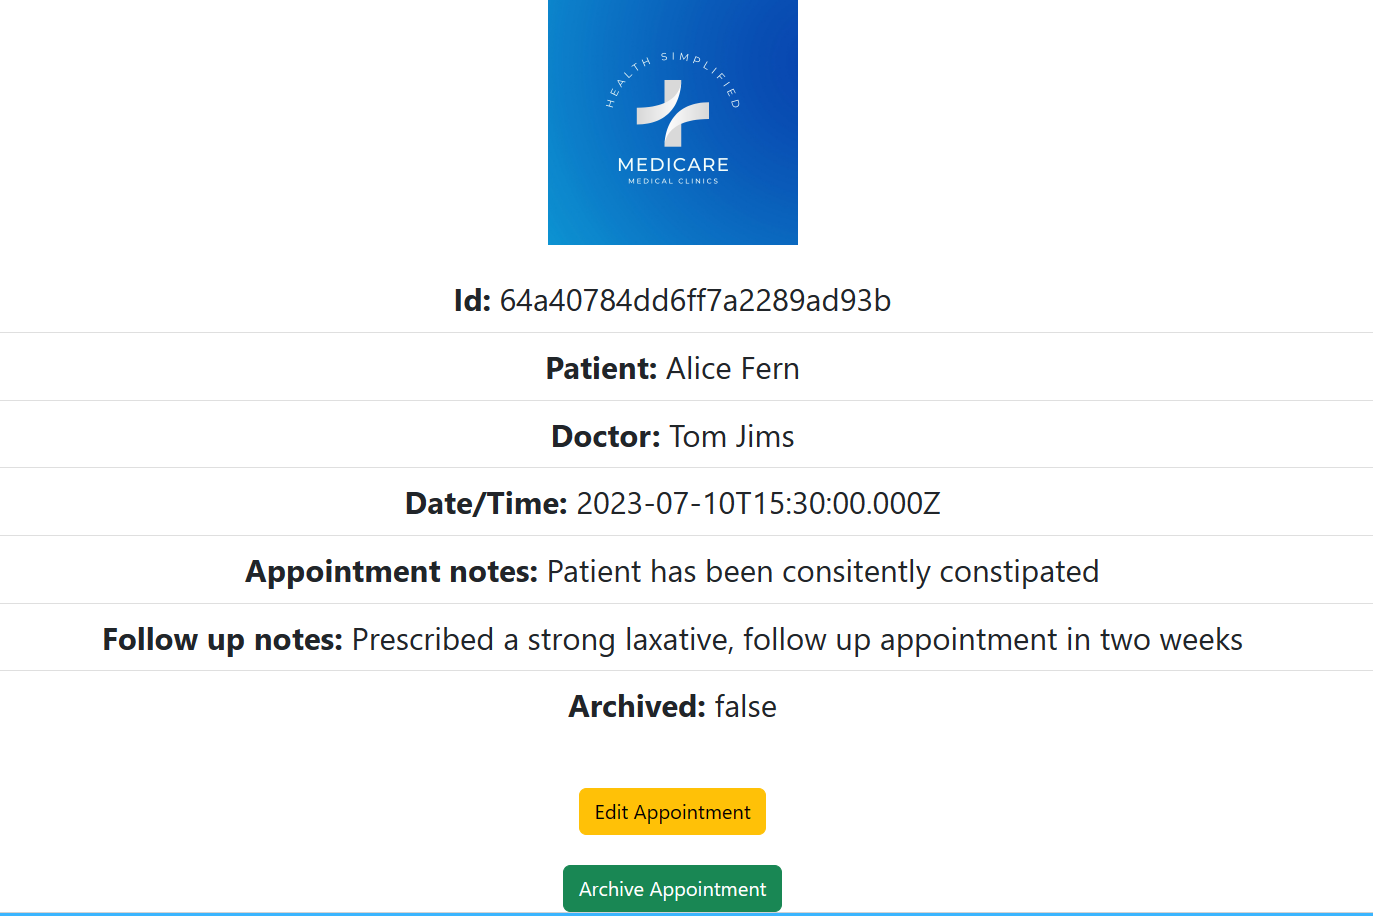 HEALTH SIMPLIFIED
MEDICARE
MEDICAL CLINICS
Id: 64a40784dd6ff7a2289ad93b
Patient: Alice Fern
Doctor: Tom Jims
Date/Time: 2023-07-10T15:30:00.000Z
Appointment notes: Patient has been consitently constipated
Follow up notes: Prescribed a strong laxative, follow up appointment in two weeks
Archived: false
Edit Appointment
Archive Appointment